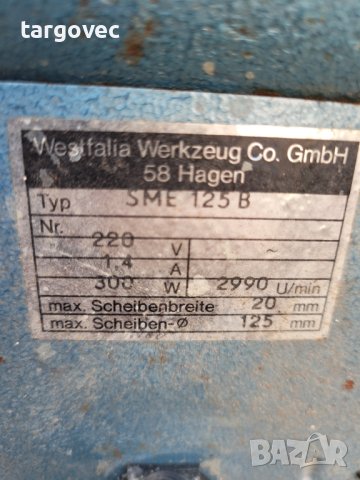 targovec
Westfalia Werkzeug Co. GmbH
58 Hagen
Typ SME 125 B
Nr.
220 V ~
1.4 A
300 W 2990 U/min
max. Scheibenbreite 20 mm
max. Scheiben-Ø 125 mm
BAZAR